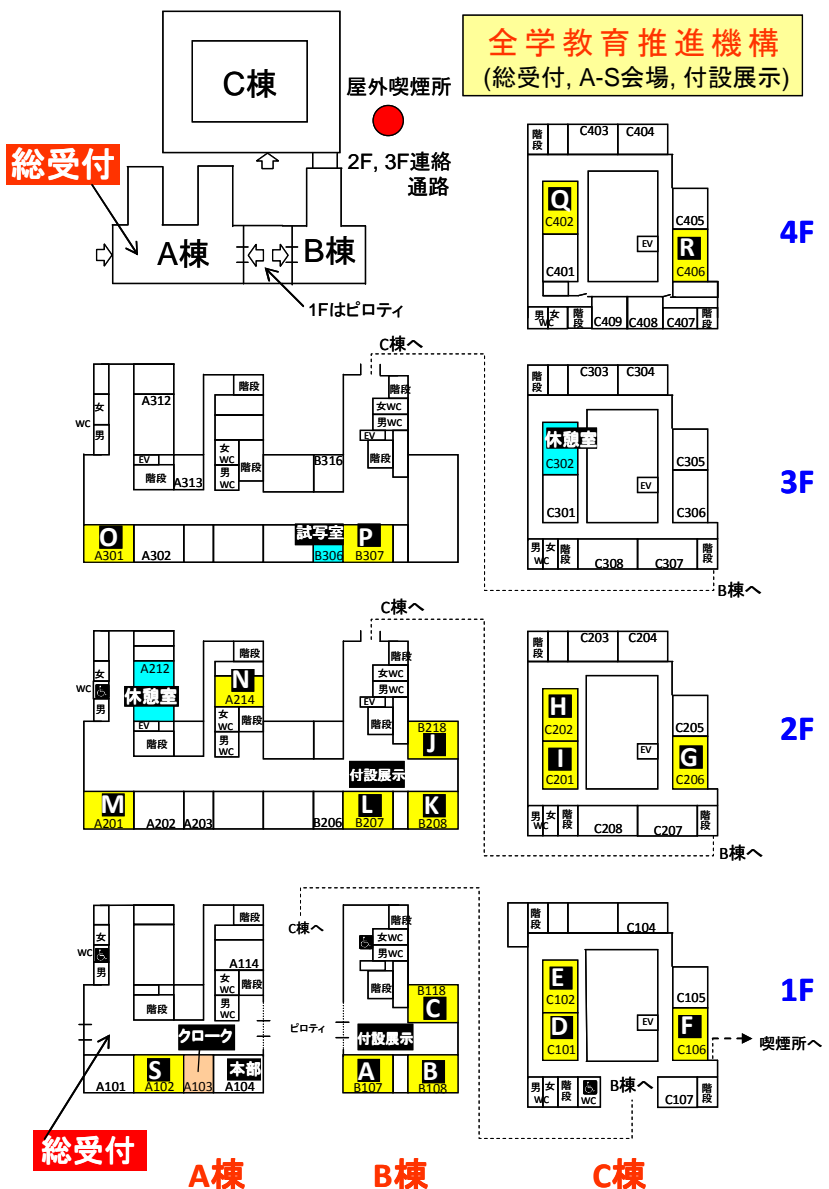 全学教育推進機構
(総受付, A-S会場, 付設展示)
C棟
屋外喫煙所
2F, 3F連絡
通路
総受付
A棟
B棟
1Fはピロティ
4F
階段
C403
C404
Q
C402
C405
EV
R
C401
C406
男
女
WC
階段
C409
C408
C407
階段
3F
C棟へ
階段
女
WC
男
A312
EV
階段
A313
女
WC
男
WC
階段
B316
階段
女WC
男WC
EV
階段
O
A301
A302
試写室
B306
P
B307
階段
C303
C304
休憩室
C302
C305
EV
C301
C306
男
女
WC
階段
C308
C307
階段
B棟へ
2F
C棟へ
女
WC
男
A212
休憩室
EV
階段
階段
N
A214
女
WC
男
WC
階段
階段
女WC
男WC
EV
階段
B218
J
付設展示
M
A201
A202
A203
B206
L
B207
K
B208
階段
C203
C204
H
C202
C205
I
C201
EV
G
C206
男
女
WC
階段
C208
C207
階段
B棟へ
1F
C棟へ
女
WC
男
階段
階段
A114
女
WC
男
WC
階段
クローク
A101
S
A102
A103
本部
A104
ピロティ
階段
女WC
男WC
階段
B118
C
付設展示
A
B107
B
B108
階段
C104
E
C102
C105
D
C101
EV
F
C106
喫煙所へ
男
女
WC
階段
WC
B棟へ
C107
階段
総受付
A棟
B棟
C棟